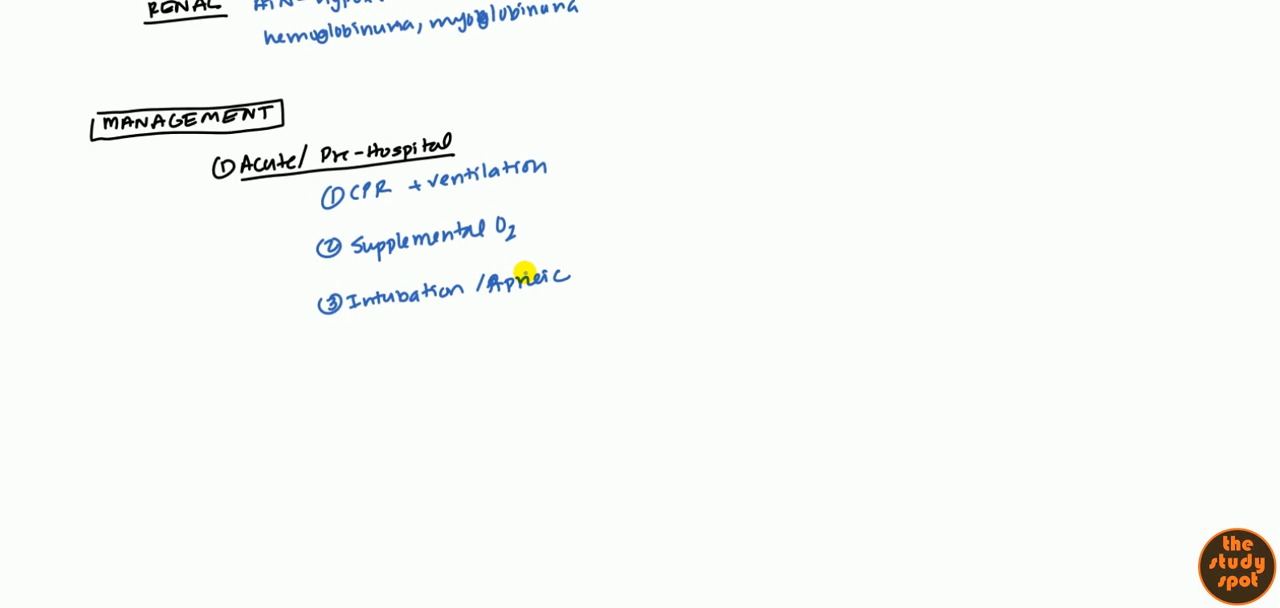 RENAL
hemoglobinuria, myoglobinuria
MANAGEMENT
① Acute/ Pre-Hospital
① CPR + ventilation
② Supplemental O₂
③ Intubation /Apneic
the
study
spot